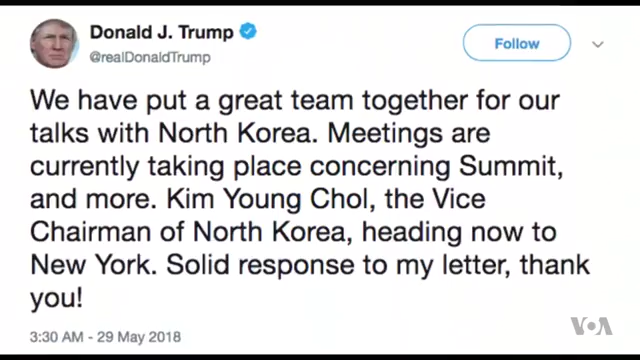 Donald J. Trump
@realDonaldTrump
Follow
We have put a great team together for our
talks with North Korea. Meetings are
currently taking place concerning Summit,
and more. Kim Young Chol, the Vice
Chairman of North Korea, heading now to
New York. Solid response to my letter, thank
you!
3:30 AM - 29 May 2018
VOA